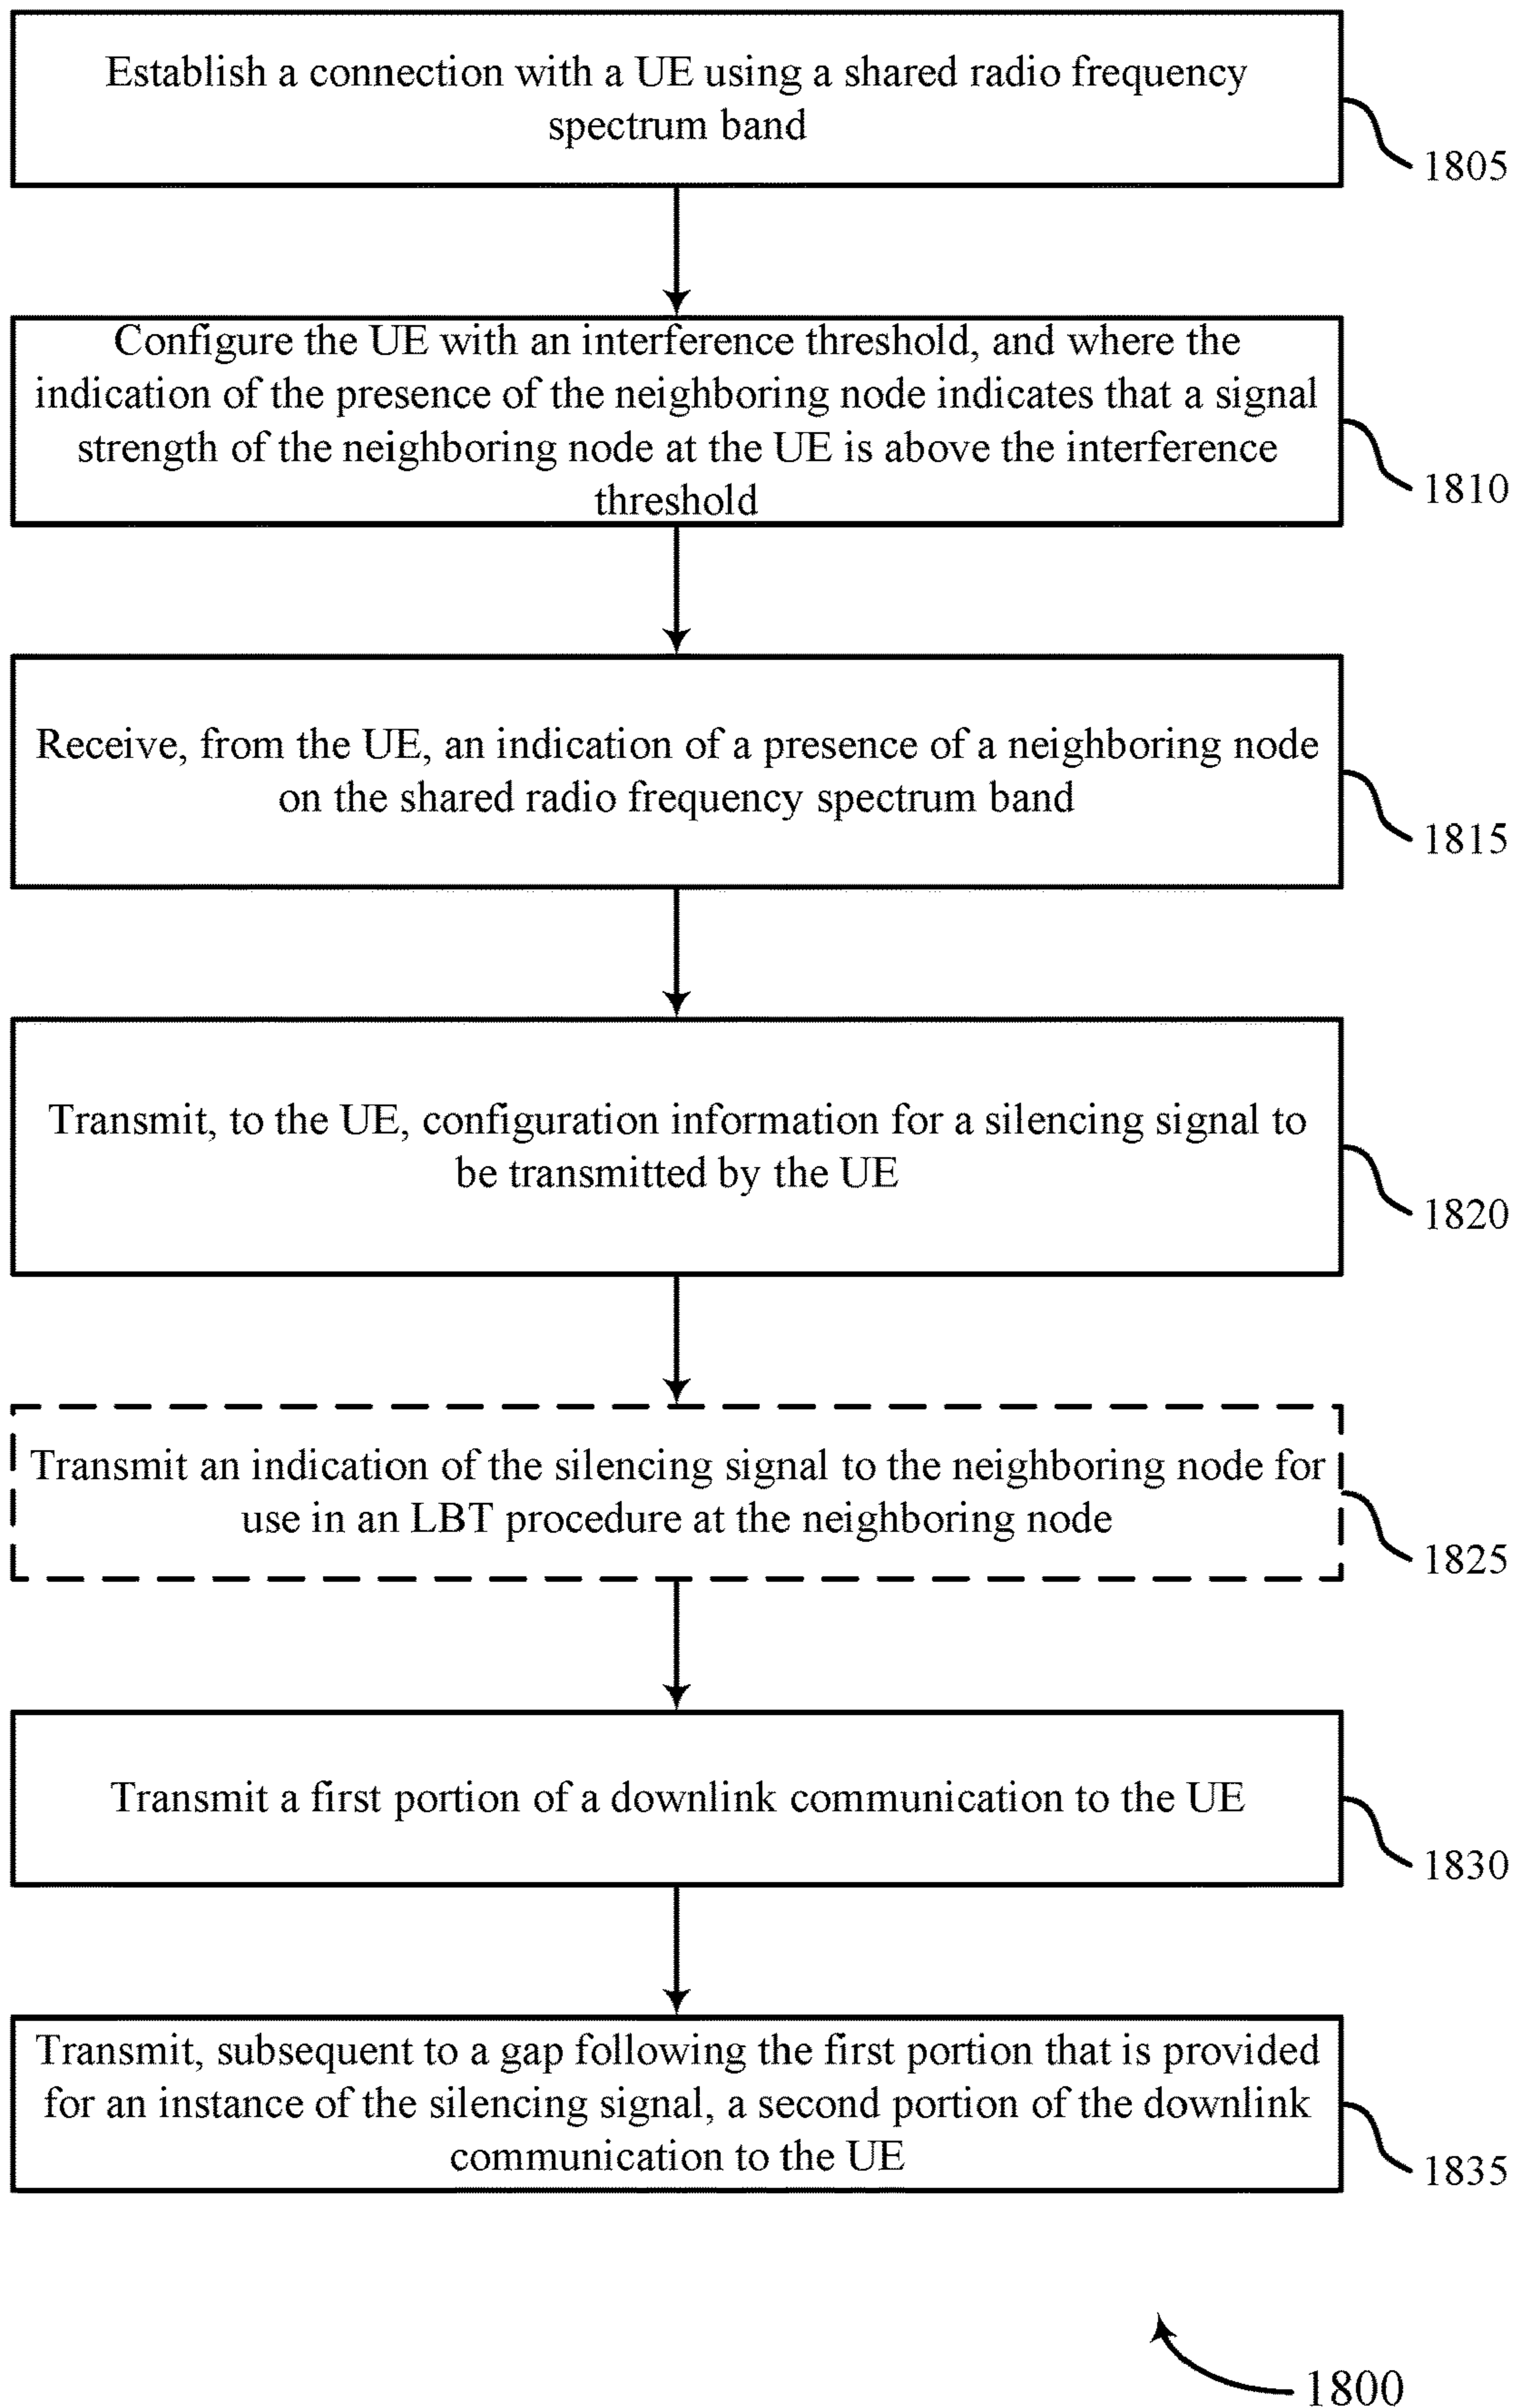 Establish a connection with a UE using a shared radio frequency
spectrum band
1805
Configure the UE with an interference threshold, and where the
indication of the presence of the neighboring node indicates that a signal
strength of the neighboring node at the UE is above the interference
threshold
1810
Receive, from the UE, an indication of a presence of a neighboring node
on the shared radio frequency spectrum band
1815
Transmit, to the UE, configuration information for a silencing signal to
be transmitted by the UE
1820
Transmit an indication of the silencing signal to the neighboring node for
use in an LBT procedure at the neighboring node
1825
Transmit a first portion of a downlink communication to the UE
1830
Transmit, subsequent to a gap following the first portion that is provided
for an instance of the silencing signal, a second portion of the downlink
communication to the UE
1835
1800